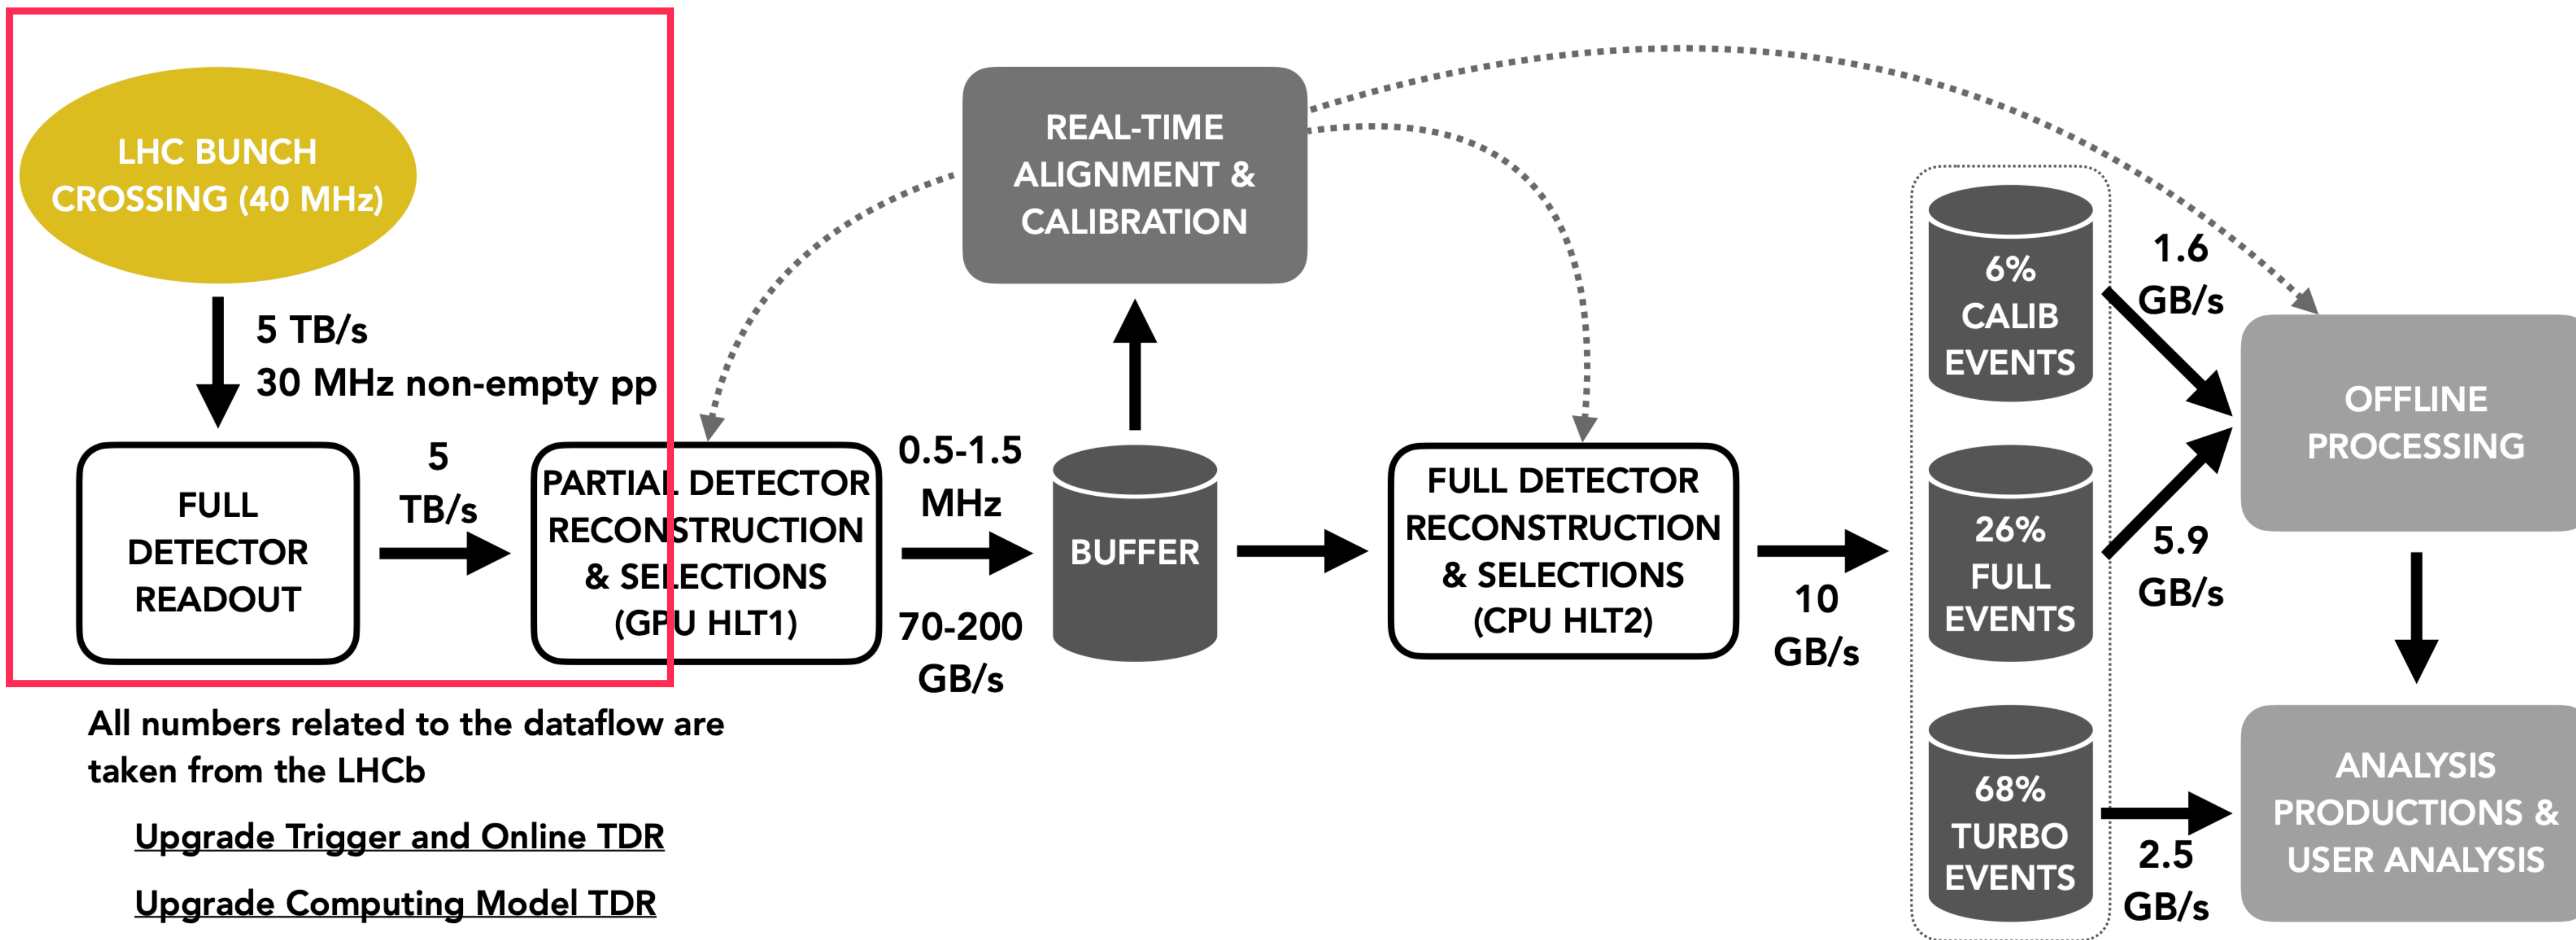 LHC BUNCH
CROSSING (40 MHz)
5 TB/s
30 MHz non-empty pp
FULL
DETECTOR
READOUT
5
TB/s
PARTIAL DETECTOR
RECONSTRUCTION
& SELECTIONS
(GPU HLT1)
0.5-1.5
MHz
70-200
GB/s
REAL-TIME
ALIGNMENT &
CALIBRATION
BUFFER
FULL DETECTOR
RECONSTRUCTION
& SELECTIONS
(CPU HLT2)
10
GB/s
6%
CALIB
EVENTS
1.6
GB/s
26%
FULL
EVENTS
5.9
GB/s
68%
TURBO
EVENTS
2.5
GB/s
OFFLINE
PROCESSING
ANALYSIS
PRODUCTIONS &
USER ANALYSIS
All numbers related to the dataflow are
taken from the LHCb
Upgrade Trigger and Online TDR
Upgrade Computing Model TDR